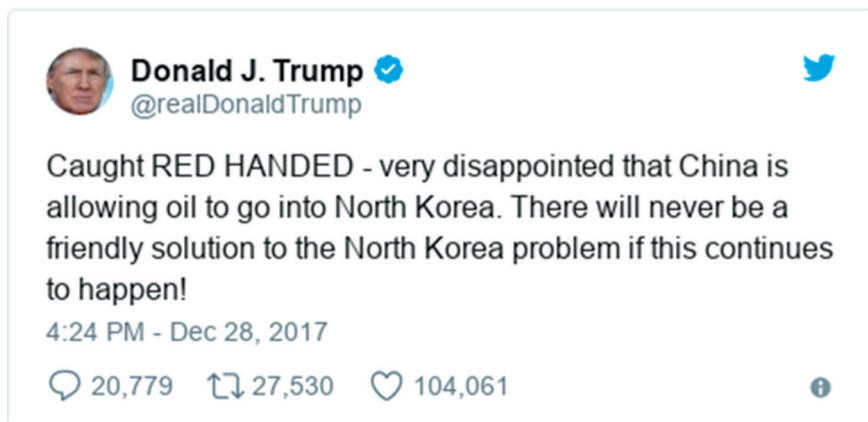 Donald J. Trump
@realDonaldTrump
Caught RED HANDED - very disappointed that China is
allowing oil to go into North Korea. There will never be a
friendly solution to the North Korea problem if this continues
to happen!
4:24 PM - Dec 28, 2017
20,779 27,530 104,061